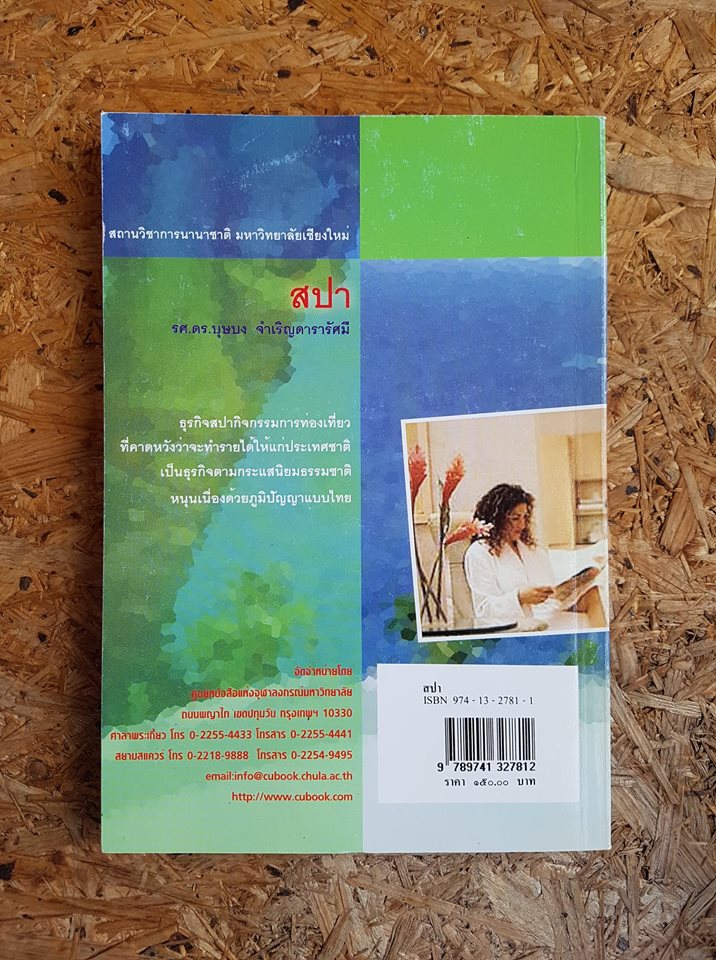 สถานวิชาการนานาชาติ มหาวิทยาลัยเชียงใหม่
สปา
รศ.ดร.บุษบง จำเริญดารารัศมี
ธุรกิจสปากิจกรรมการท่องเที่ยว
ที่คาดหวังว่าจะทำรายได้ให้แก่ประเทศชาติ
เป็นธุรกิจตามกระแสนิยมธรรมชาติ
หนุนเนื่องด้วยภูมิปัญญาแบบไทย
จัดจำหน่ายโดย
ศูนย์หนังสือแห่งจุฬาลงกรณ์มหาวิทยาลัย
ถนนพญาไท เขตปทุมวัน กรุงเทพฯ 10330
ศาลาพระเกี้ยว โทร 0-2255-4433 โทรสาร 0-2255-4441
สยามสแควร์ โทร 0-2218-9888 โทรสาร 0-2254-9495
email:info@cubook.chula.ac.th
http://www.cubook.com
สปา
ISBN 974 - 13 - 2781 - 1
9 789741 327812
ราคา ๑๕๐.๐๐ บาท